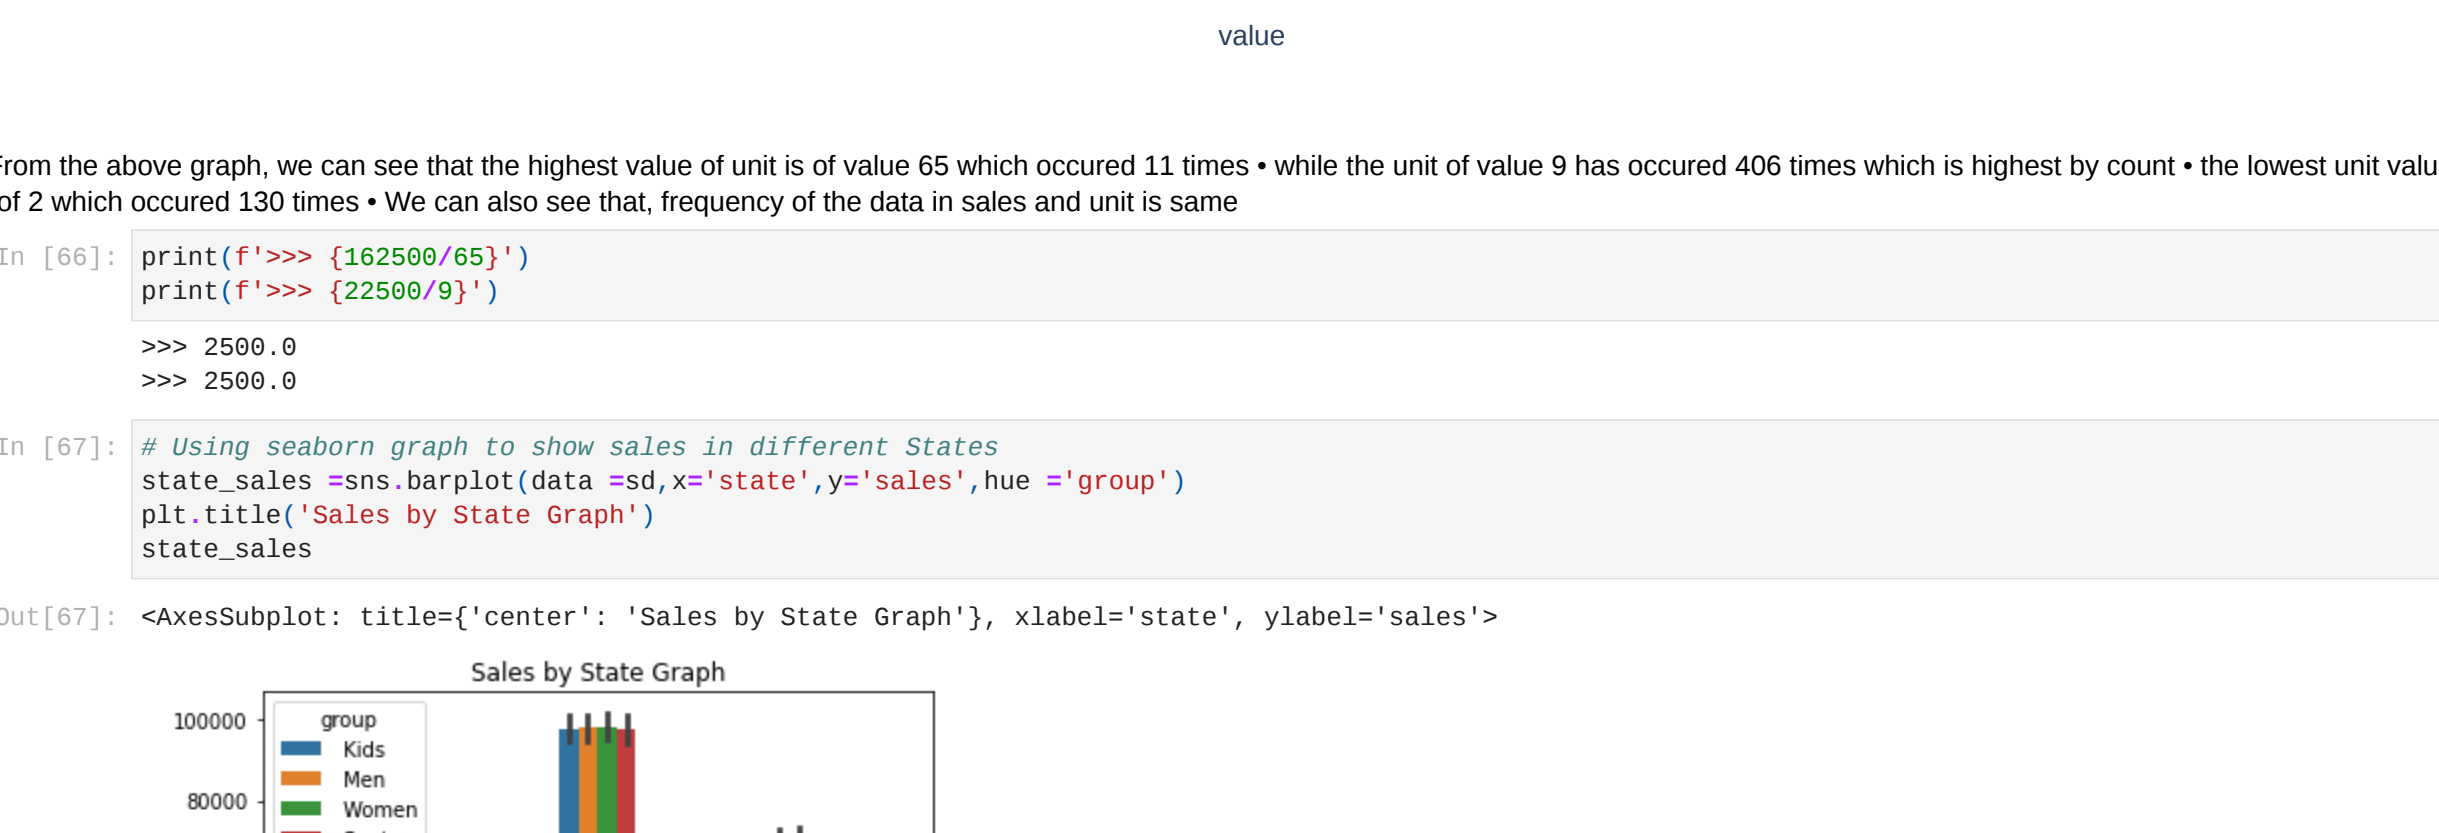 value
From the above graph, we can see that the highest value of unit is of value 65 which occured 11 times • while the unit of value 9 has occured 406 times which is highest by count • the lowest unit valu
of 2 which occured 130 times • We can also see that, frequency of the data in sales and unit is same
In [66]:
print(f'>>> {162500/65}')
print(f'>>> {22500/9}')
>>> 2500.0
>>> 2500.0
In [67]:
# Using seaborn graph to show sales in different States
state_sales =sns.barplot(data =sd,x='state',y='sales',hue ='group')
plt.title('Sales by State Graph')
state_sales
Out[67]:
<AxesSubplot: title={'center': 'Sales by State Graph'}, xlabel='state', ylabel='sales'>
Sales by State Graph
100000
80000
group
Kids
Men
Women